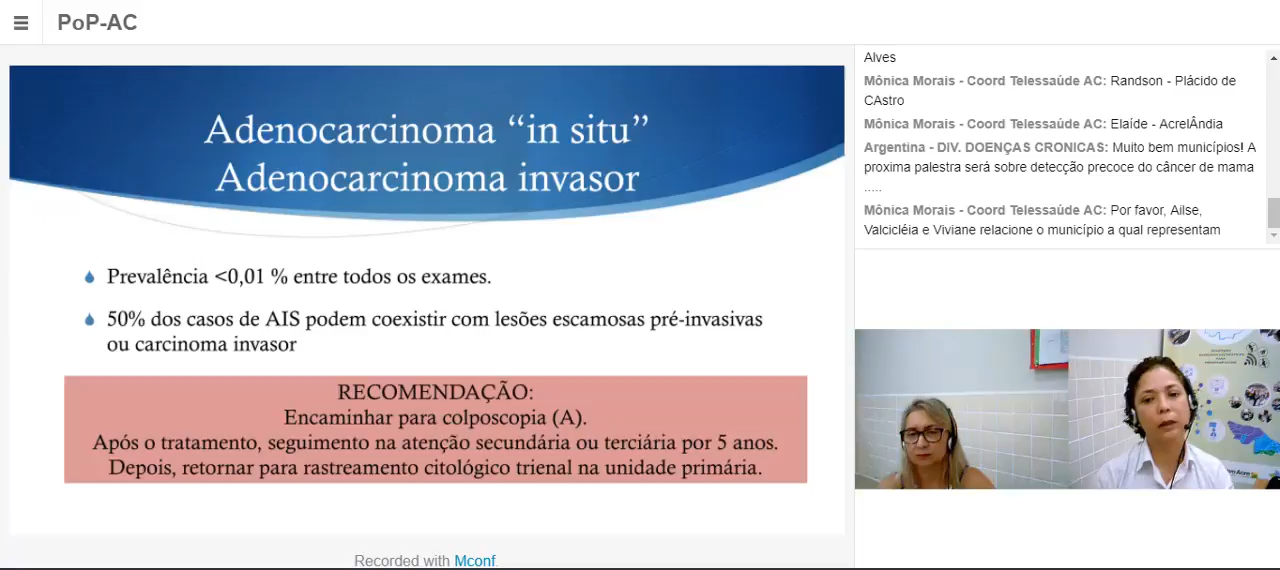 PoP-AC
Adenocarcinoma “in situ”
Adenocarcinoma invasor
Prevalência <0,01 % entre todos os exames.
50% dos casos de AIS podem coexistir com lesões escamosas pré-invasivas
ou carcinoma invasor
RECOMENDAÇÃO:
Encaminhar para colposcopia (A).
Após o tratamento, seguimento na atenção secundária ou terciária por 5 anos.
Depois, retornar para rastreamento citológico trienal na unidade primária.
Recorded with Mconf.
Alves
Mônica Morais - Coord Telessaúde AC: Randson - Plácido de
CAstro
Mônica Morais - Coord Telessaúde AC: Elaíde - AcrelÂndia
Argentina - DIV. DOENÇAS CRONICAS: Muito bem municípios! A
proxima palestra será sobre detecção precoce do câncer de mama
.....
Mônica Morais - Coord Telessaúde AC: Por favor, Ailse,
Valcicléia e Viviane relacione o município a qual representam